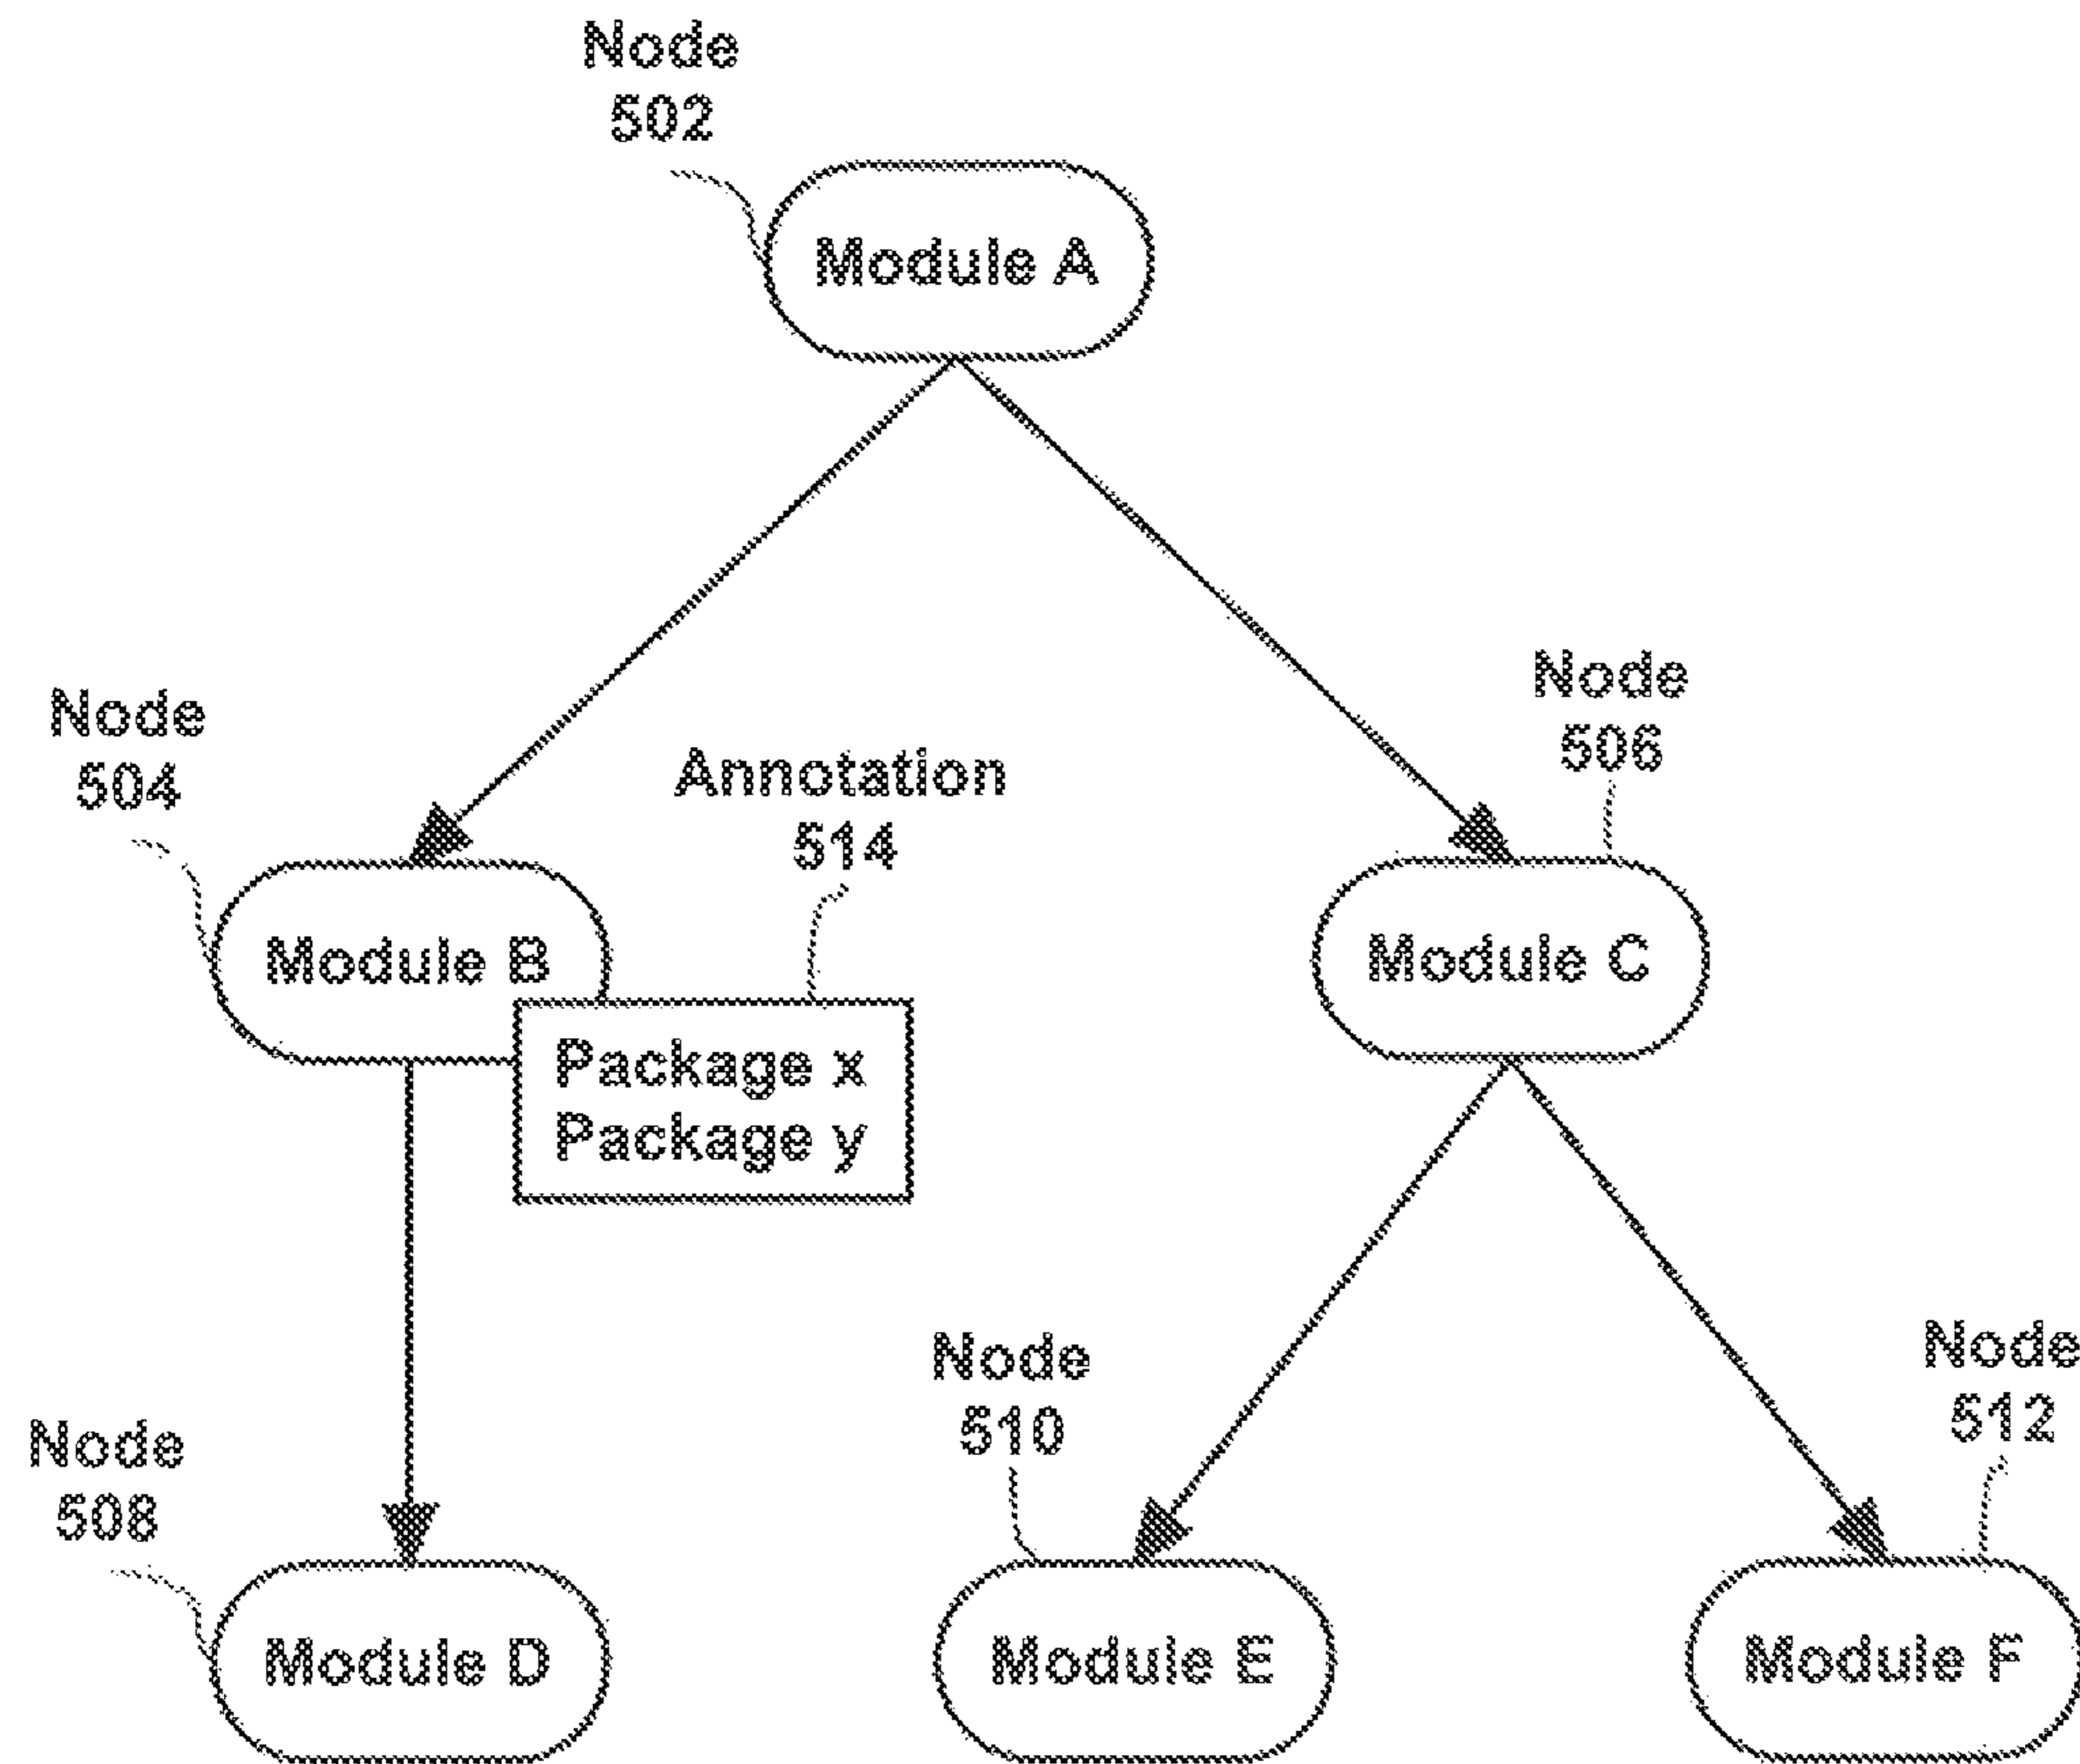 Node
502
Module A
Node
504
Annotation
514
Node
506
Module B
Module C
Package x
Package y
Node
508
Node
510
Node
512
Module D
Module E
Module F